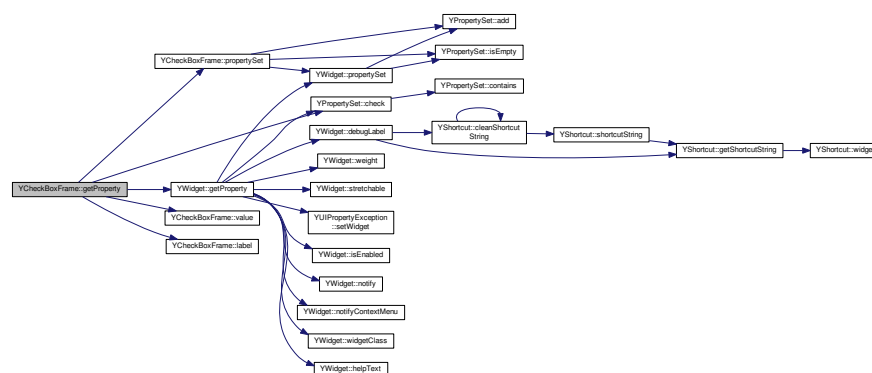 YPropertySet::add
YCheckBoxFrame::propertySet
YPropertySet::isEmpty
YWidget::propertySet
YPropertySet::contains
YPropertySet::check
YWidget::debugLabel
YShortcut::cleanShortcut
String
YShortcut::shortcutString
YShortcut::getShortcutString
YShortcut::widge
YWidget::weight
YCheckBoxFrame::getProperty
YWidget::getProperty
YWidget::stretchable
YCheckBoxFrame::value
YUIPropertyException
::setWidget
YCheckBoxFrame::label
YWidget::isEnabled
YWidget::notify
YWidget::notifyContextMenu
YWidget::widgetClass
YWidget::helpText